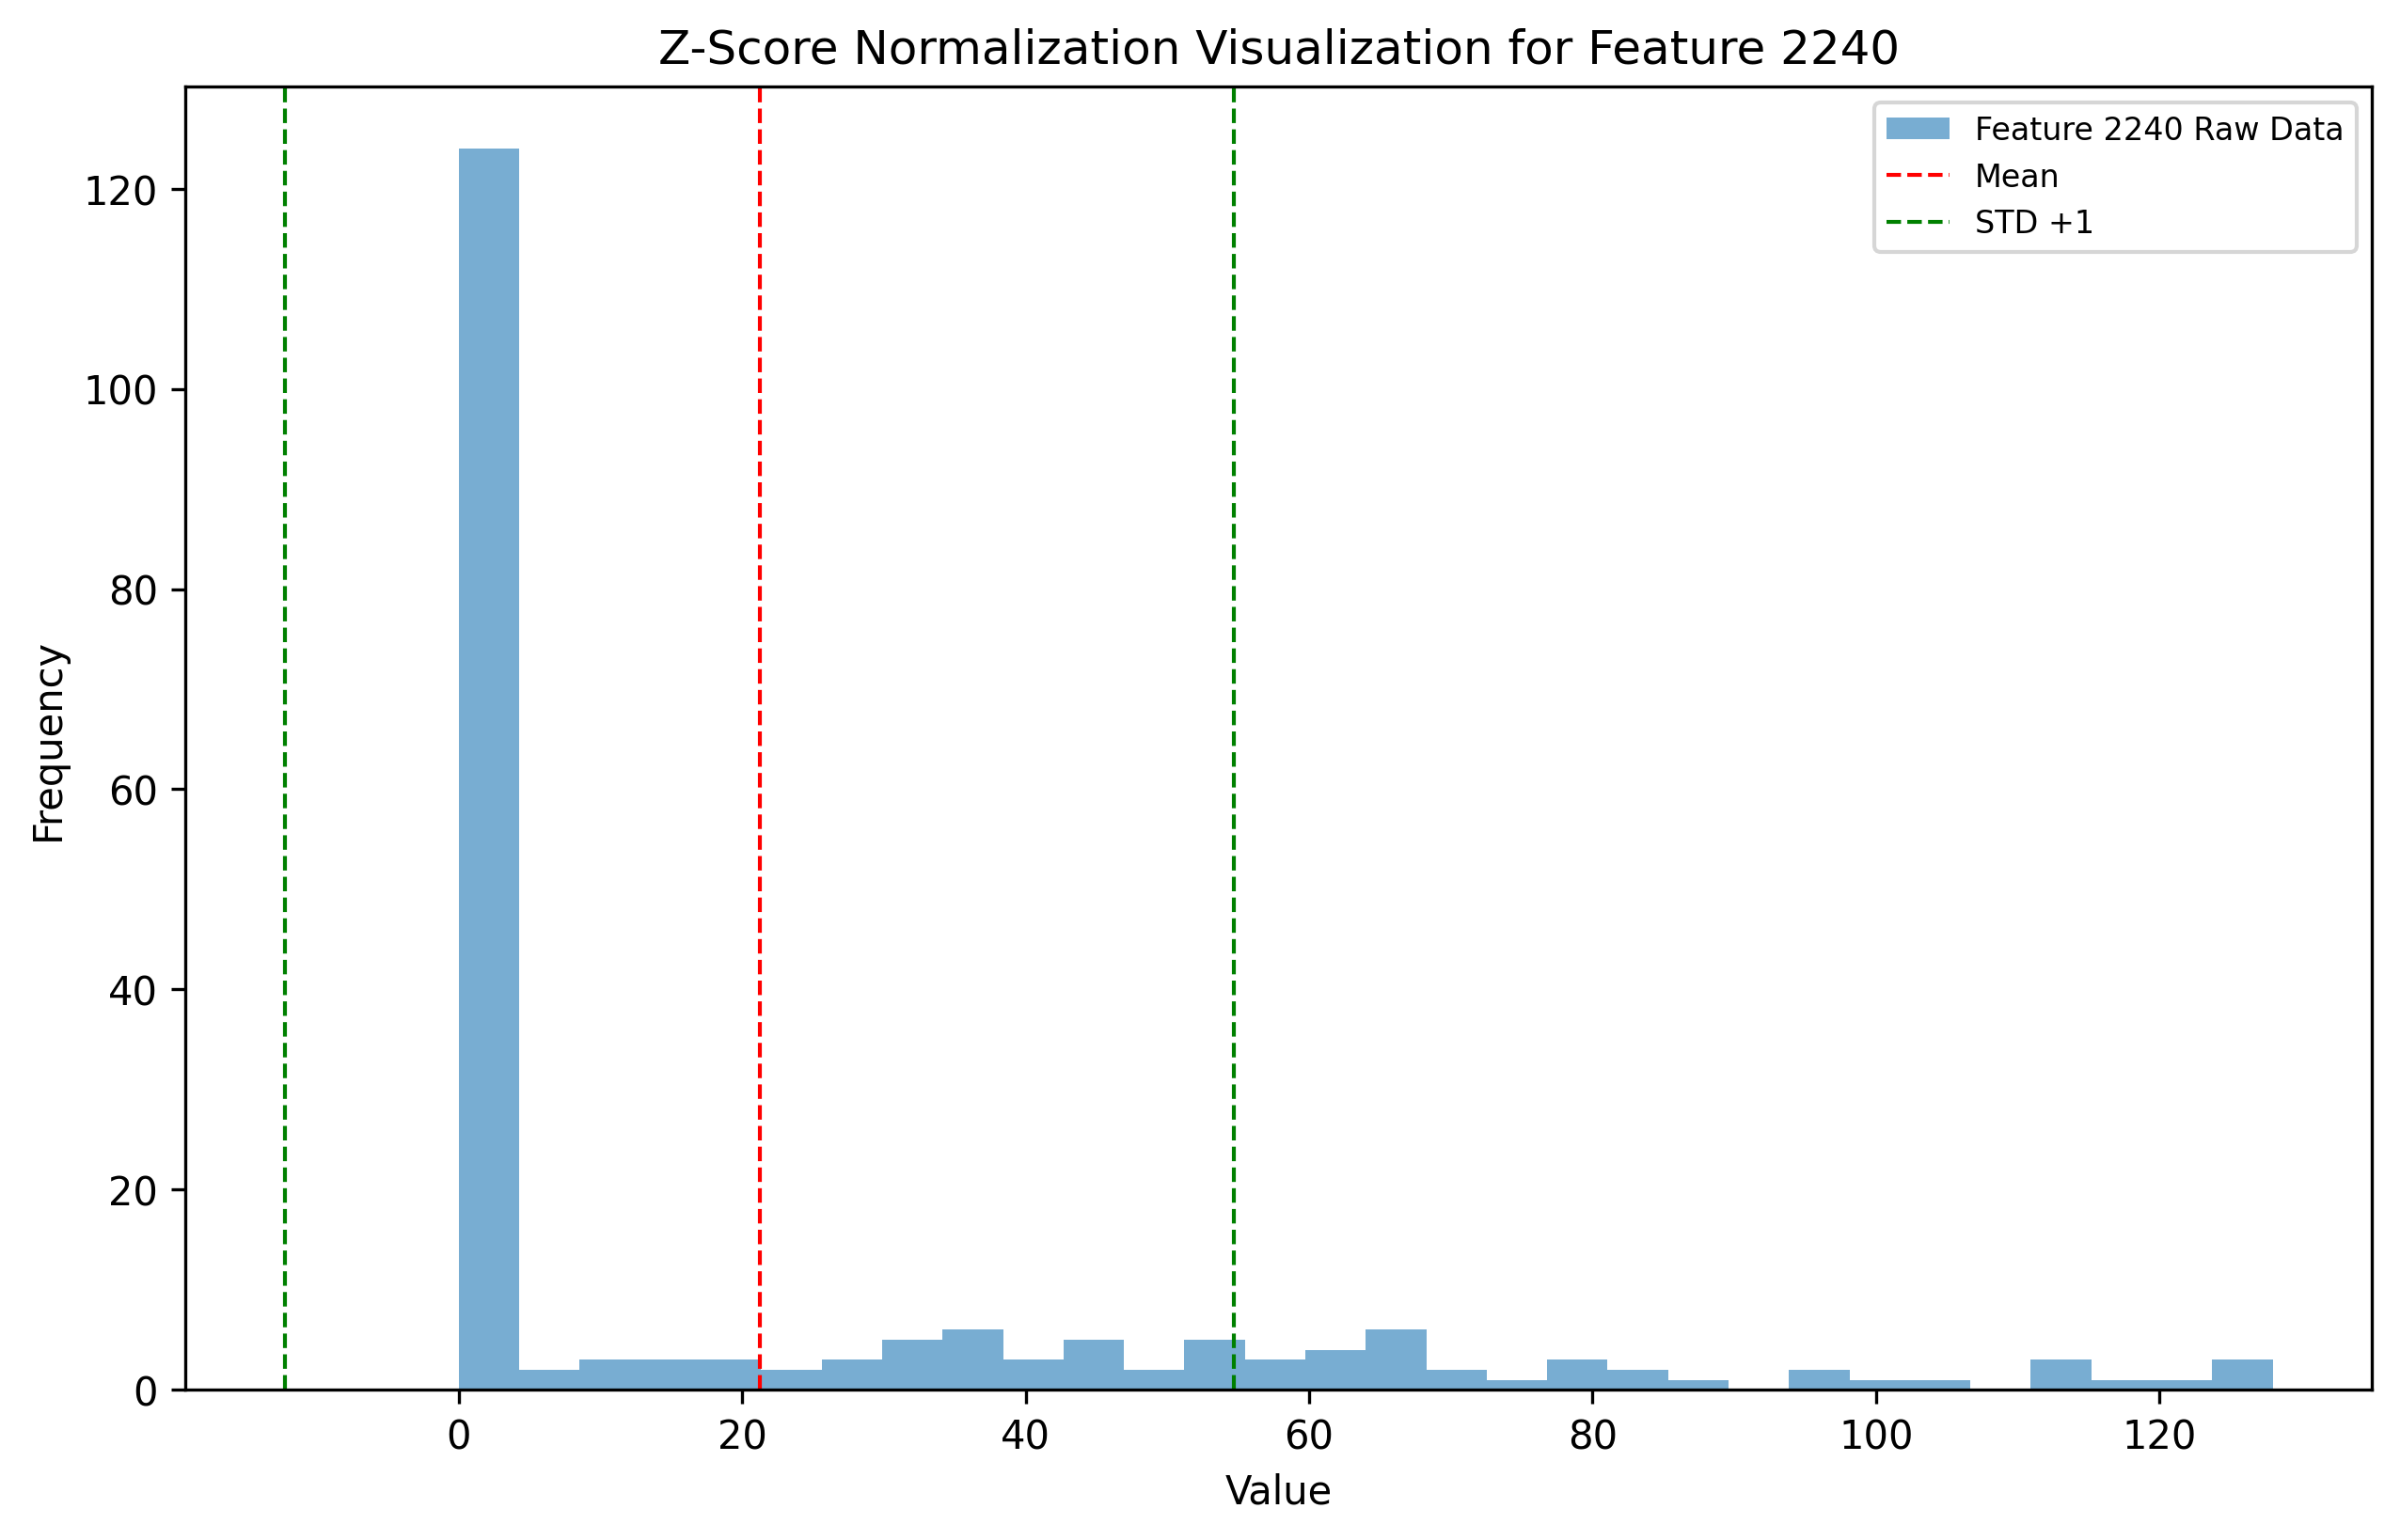 Z-Score Normalization Visualization for Feature 2240
Feature 2240 Raw Data
Mean
STD +1
120
100
80
60
40
20
0
Frequency
0 20 40 60 80 100 120
Value